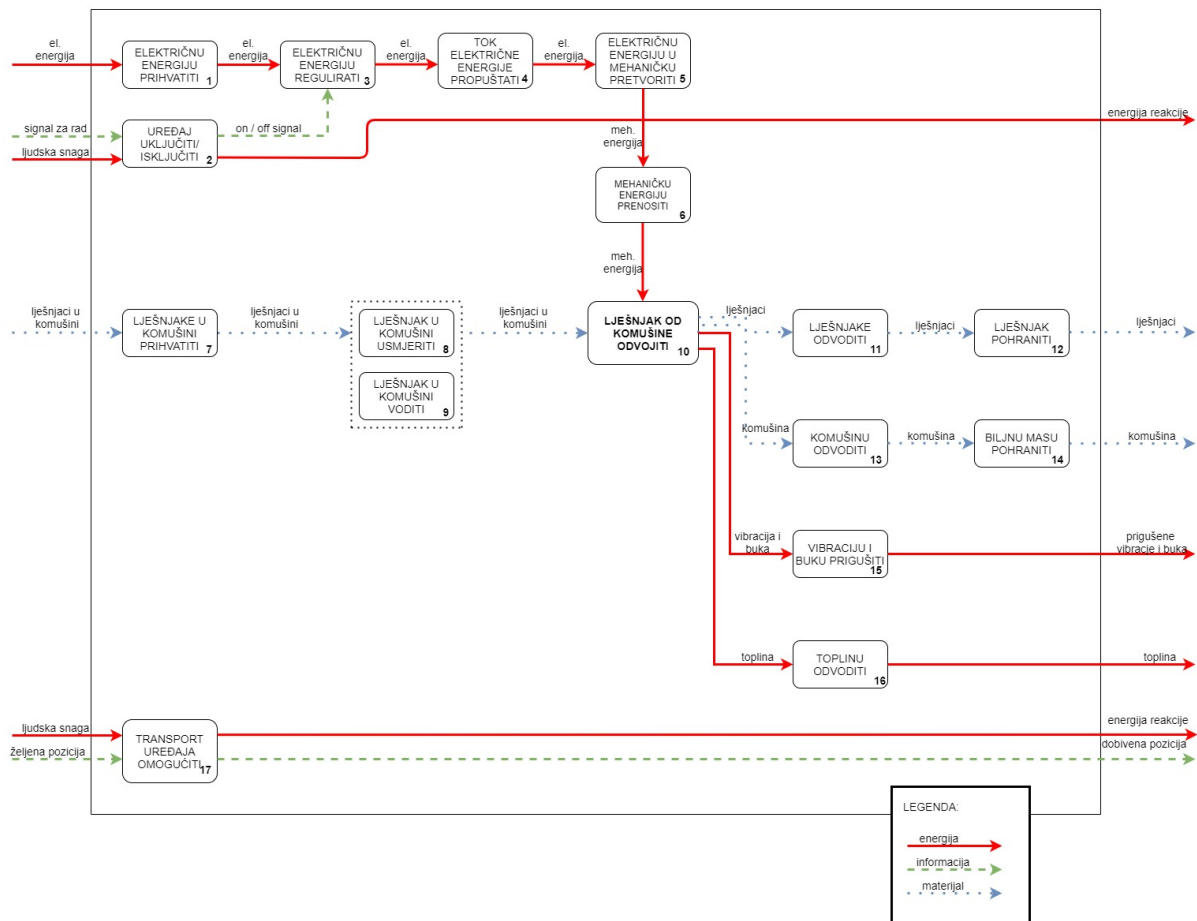 el.
energija
ELEKTRIČNU
ENERGIJU
PRIHVATITI
1
el.
energija
ELEKTRIČNU
ENERGIJU
REGULIRATI
3
el.
energija
TOK
ELEKTRIČNE
ENERGIJE
PROPUŠTATI
4
el.
energija
ELEKTRIČNU
ENERGIJU U
MEHANIČKU
PRETVORITI
5
signal za rad
ljudska snaga
UREĐAJ
UKLJUČITI/
ISKLJUČITI
2
on / off signal
energija reakcije
meh.
energija
MEHANIČKU
ENERGIJU
PRENOSITI
6
meh.
energija
lješnjaci u
komušini
LJEŠNJAKE U
KOMUŠINI
PRIHVATITI
7
lješnjaci u
komušini
LJEŠNJAK U
KOMUŠINI
USMJERITI
8
LJEŠNJAK U
KOMUŠINI
VODITI
9
lješnjaci u
komušini
LJEŠNJAK OD
KOMUŠINE
ODVOJITI
10
lješnjaci
LJEŠNJAKE
ODVODITI
11
lješnjaci
LJEŠNJAK
POHRANITI
12
lješnjaci
komušina
KOMUŠINU
ODVODITI
13
komušina
BILJNU MASU
POHRANITI
14
komušina
vibracija i
buka
VIBRACIJU I
BUKU PRIGUŠITI
15
prigušene
vibracie i buka
toplina
TOPLINU
ODVODITI
16
toplina
ljudska snaga
željena pozicija
TRANSPORT
UREĐAJA
OMOGUČITI
17
energija reakcije
dobivena pozicija
LEGENDA:
energija
informacija
materijal